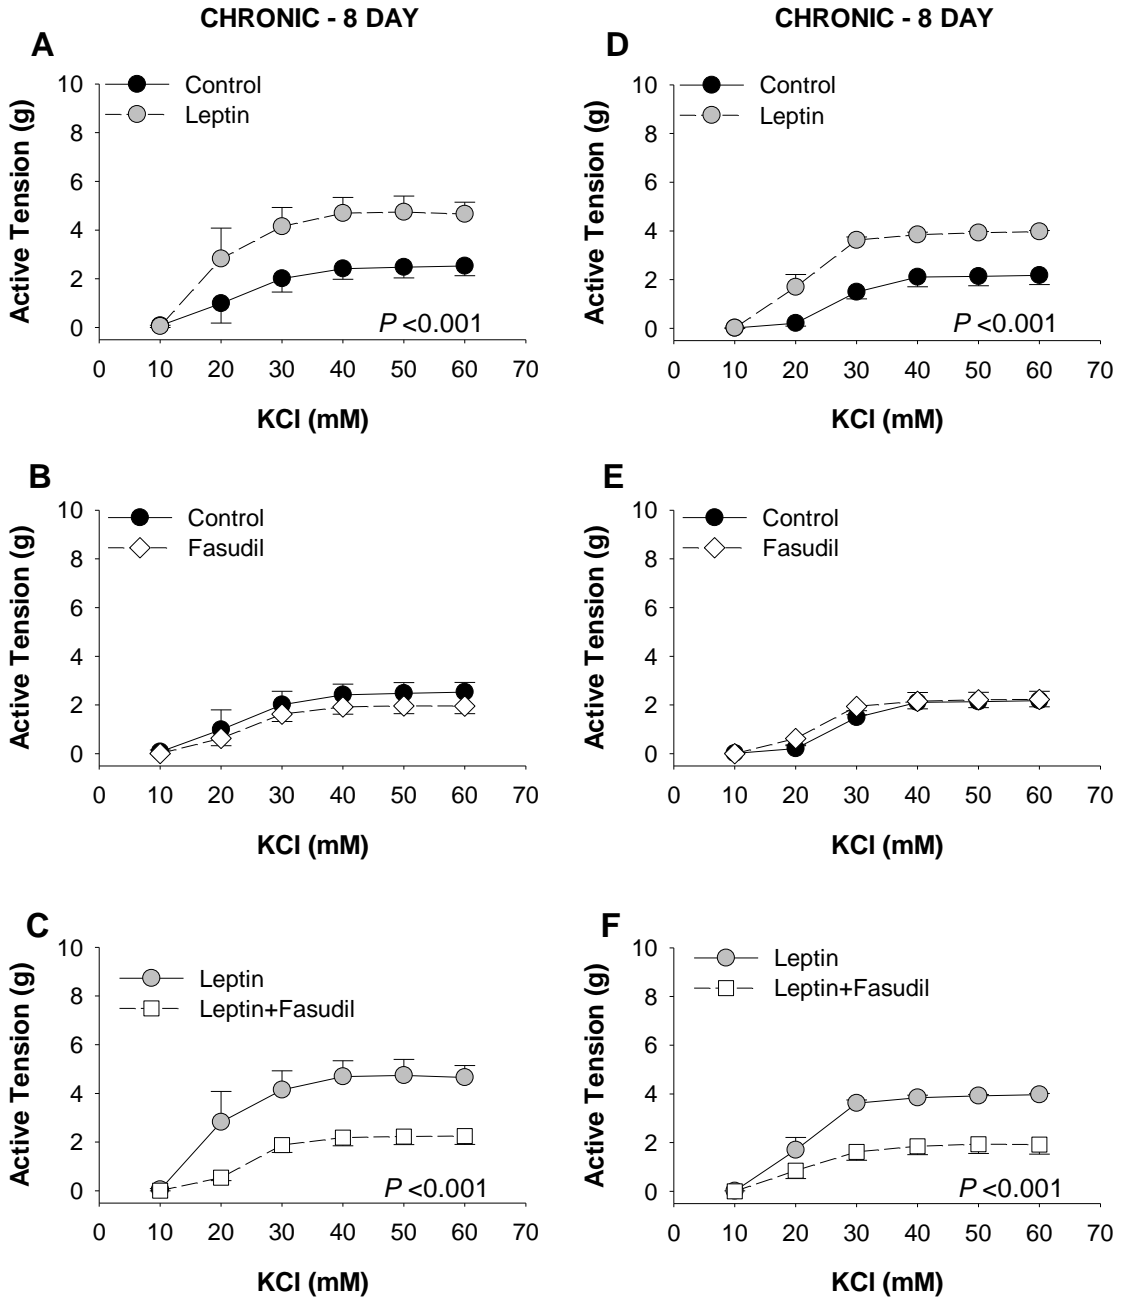 CHRONIC - 8 DAY
A
10
8
6
4
2
0
Active Tension (g)
Control
Leptin
P <0.001
0 10 20 30 40 50 60 70
KCl (mM)
B
10
8
6
4
2
0
Active Tension (g)
Control
Fasudil
0 10 20 30 40 50 60 70
KCl (mM)
C
10
8
6
4
2
0
Active Tension (g)
Leptin
Leptin+Fasudil
P <0.001
0 10 20 30 40 50 60 70
KCl (mM)
CHRONIC - 8 DAY
D
10
8
6
4
2
0
Active Tension (g)
Control
Leptin
P <0.001
0 10 20 30 40 50 60 70
KCl (mM)
E
10
8
6
4
2
0
Active Tension (g)
Control
Fasudil
0 10 20 30 40 50 60 70
KCl (mM)
F
10
8
6
4
2
0
Active Tension (g)
Leptin
Leptin+Fasudil
P <0.001
0 10 20 30 40 50 60 70
KCl (mM)